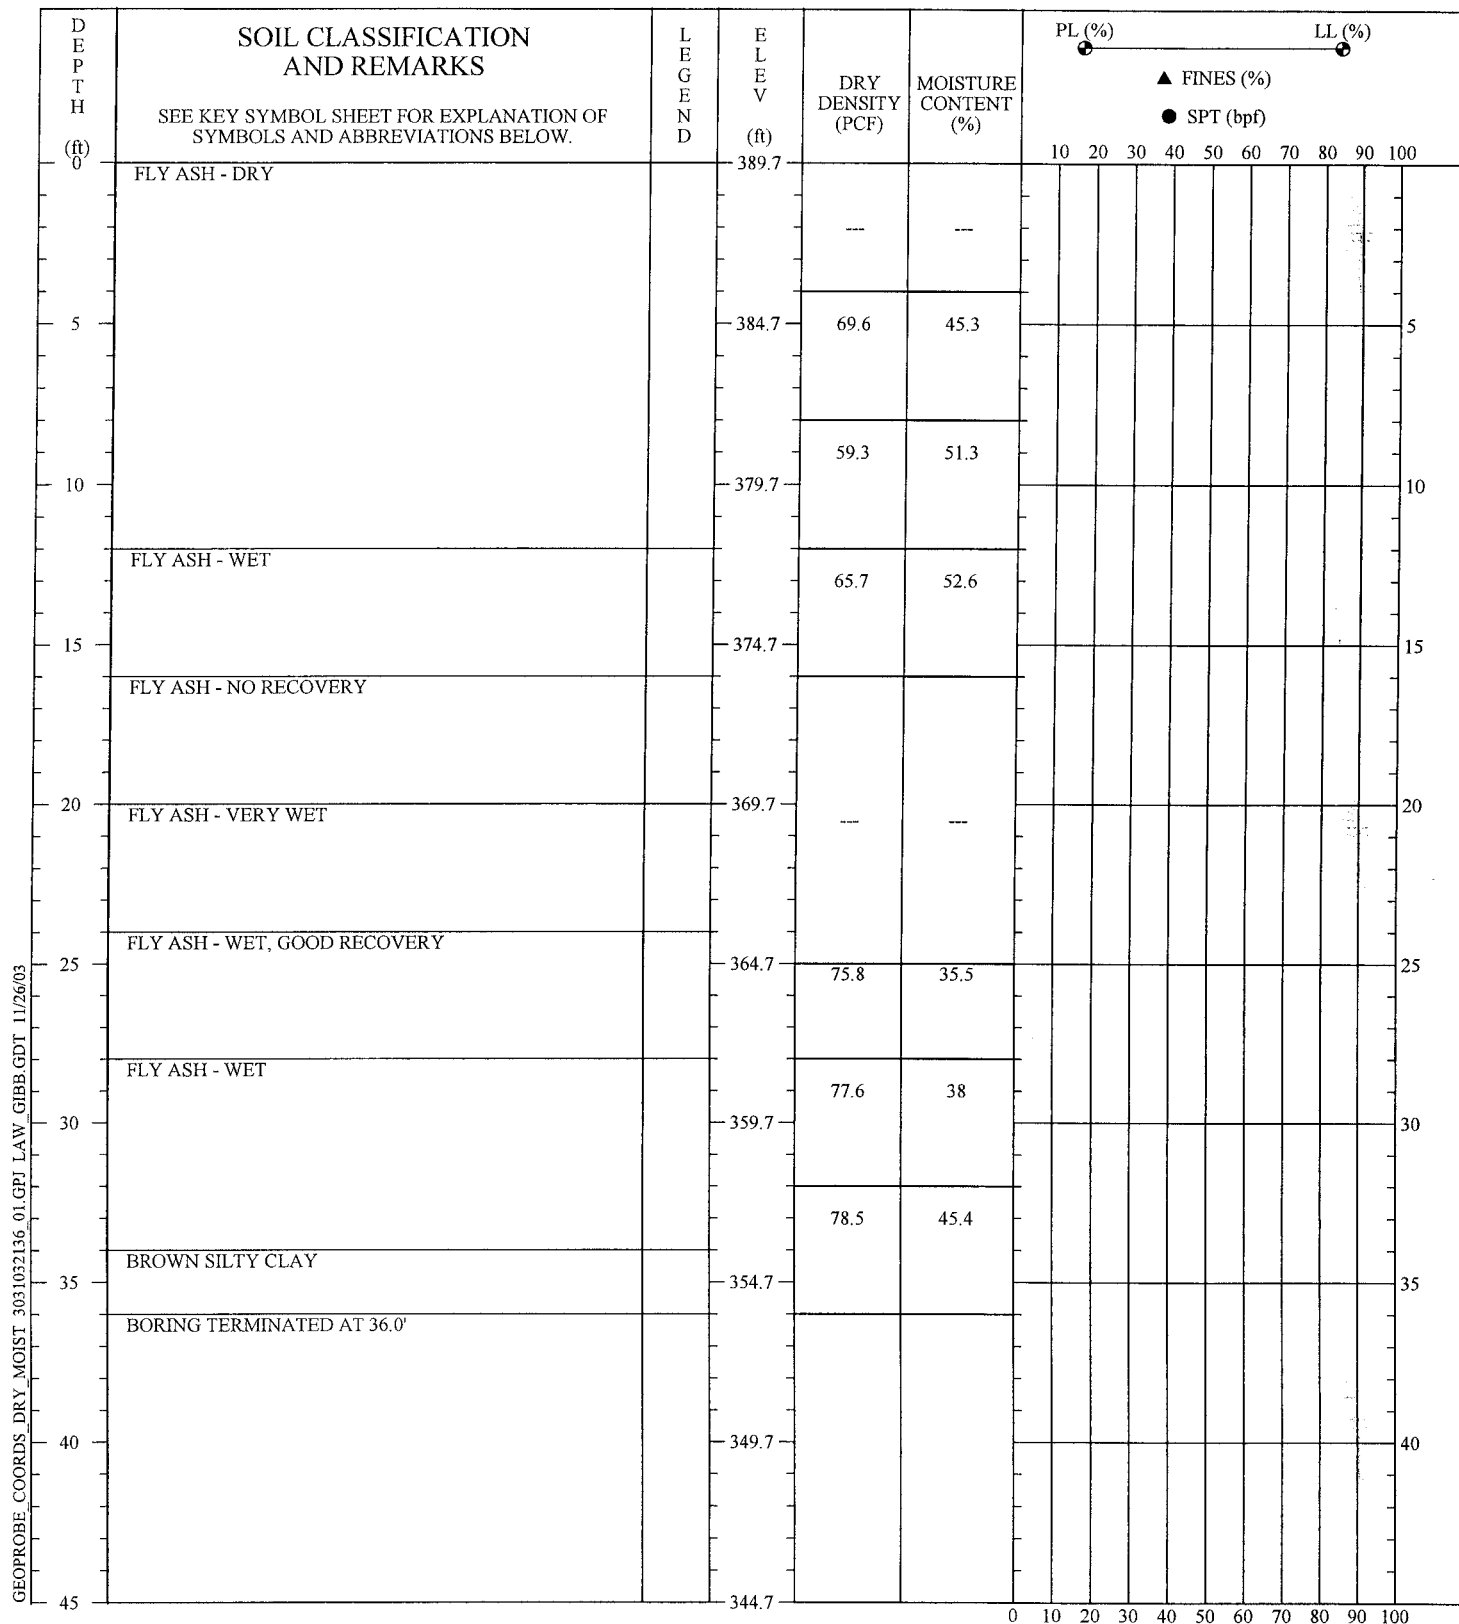 DEPTH
(ft)
SOIL CLASSIFICATION
AND REMARKS
SEE KEY SYMBOL SHEET FOR EXPLANATION OF
SYMBOLS AND ABBREVIATIONS BELOW.
LEGEND
ELEV
(ft)
DRY
DENSITY
(PCF)
MOISTURE
CONTENT
(%)
PL (%) LL (%)
▲ FINES (%)
● SPT (bpf)
10 20 30 40 50 60 70 80 90 100
0 389.7
FLY ASH - DRY
--- ---
5 384.7 69.6 45.3 5
59.3 51.3
10 379.7 10
FLY ASH - WET
65.7 52.6
15 374.7 15
FLY ASH - NO RECOVERY
20 369.7 20
FLY ASH - VERY WET
--- ---
FLY ASH - WET, GOOD RECOVERY
25 364.7 25
75.8 35.5
FLY ASH - WET
77.6 38
30 359.7 30
78.5 45.4
BROWN SILTY CLAY
35 354.7 35
BORING TERMINATED AT 36.0'
40 349.7 40
45 344.7
0 10 20 30 40 50 60 70 80 90 100
GEOPROBE_COORDS_DRY_MOIST 3031032136_01.GPJ LAW_GIBB.GDT 11/26/03